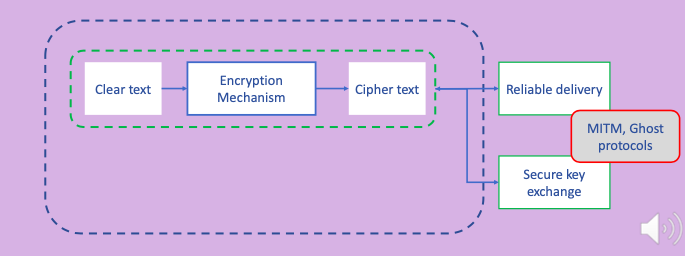 Clear text
Encryption
Mechanism
Cipher text
Reliable delivery
MITM, Ghost
protocols
Secure key
exchange